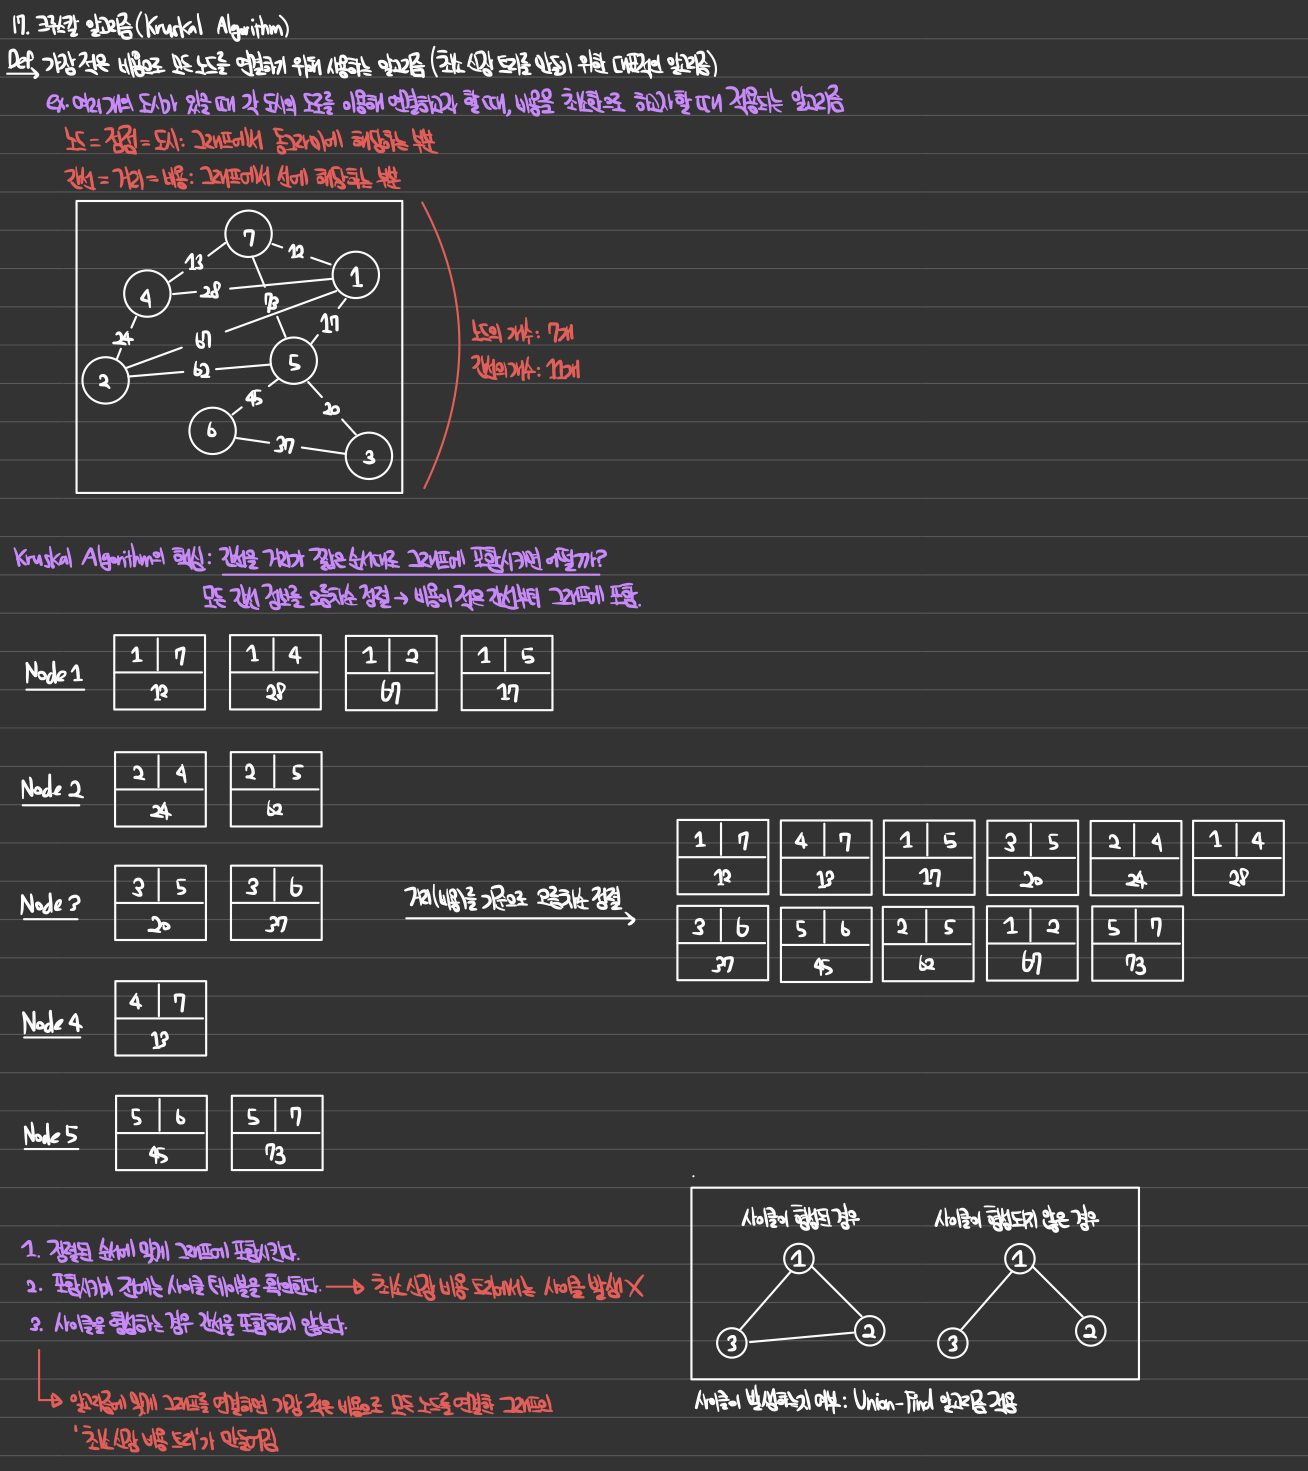 17. 크루스칼 알고리즘(Kruskal Algorithm)
Def, 가장 적은 비용으로 모든 노드를 연결하기 위해 사용하는 알고리즘 (최소 신장 트리를 만들기 위한 대표적인 알고리즘)
ex. 여러 개의 도시가 있을 때 각 도시의 도로를 이용해 연결하고자 할 때, 비용을 최소한으로 하고자 할 때 적용되는 알고리즘
노드 = 정점 = 도시: 그래프에서 동그라미에 해당하는 부분
간선 = 거리 = 비용: 그래프에서 선에 해당하는 부분
7
13
12
4
28
1
73
24
67
17
2
62
5
45
20
6
37
3
노드의 개수: 7개
간선의 개수: 11개
Kruskal Algorithm의 핵심: 간선을 거리가 짧은 순서대로 그래프에 포함시키면 어떨까?
모든 간선 정보를 오름차순 정렬 → 비용이 적은 간선부터 그래프에 포함.
Node 1
1 7
12
1 4
28
1 2
67
1 5
17
Node 2
2 4
24
2 5
62
Node 3
3 5
20
3 6
37
거리(비용)를 기준으로 오름차순 정렬
1 7
12
4 7
13
1 5
17
3 5
20
2 4
24
1 4
28
3 6
37
5 6
45
2 5
62
1 2
67
5 7
73
Node 4
4 7
13
Node 5
5 6
45
5 7
73
1. 정렬된 순서에 맞게 그래프에 포함시킨다.
2. 포함시키기 전에는 사이클 테이블을 확인한다. → 최소 신장 비용 트리에서는 사이클 발생 X
3. 사이클을 형성하는 경우 간선을 포함하지 않는다.
알고리즘에 맞게 그래프를 연결하면 가장 적은 비용으로 모든 노드를 연결한 그래프인
'최소 신장 비용 트리'가 만들어짐
사이클이 형성된 경우
1
3
2
사이클이 형성되지 않은 경우
1
3
2
사이클이 발생하는지 여부: Union-Find 알고리즘 적용